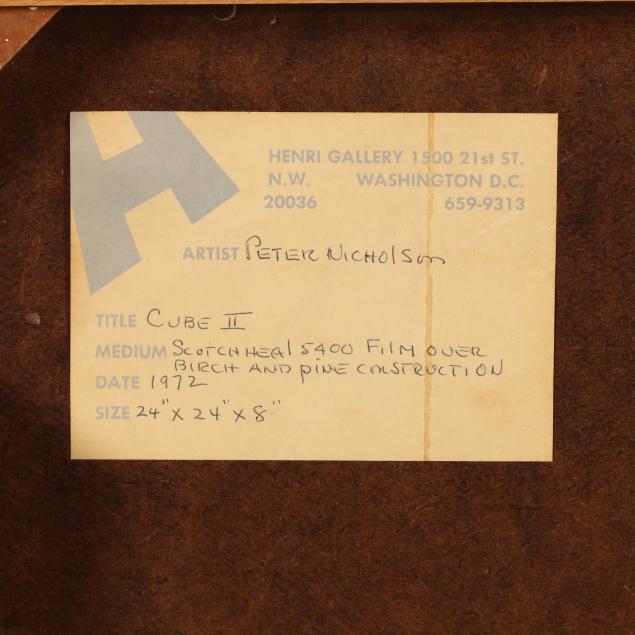 HENRI GALLERY 1500 21st ST.
N.W. WASHINGTON D.C.
20036 659-9313
ARTIST PETER NICHOLSON
TITLE CUBE II
MEDIUM SCOTCHHEAL 5400 FILM OVER
BIRCH AND PINE CONSTRUCTION
DATE 1972
SIZE 24" X 24" X 8"